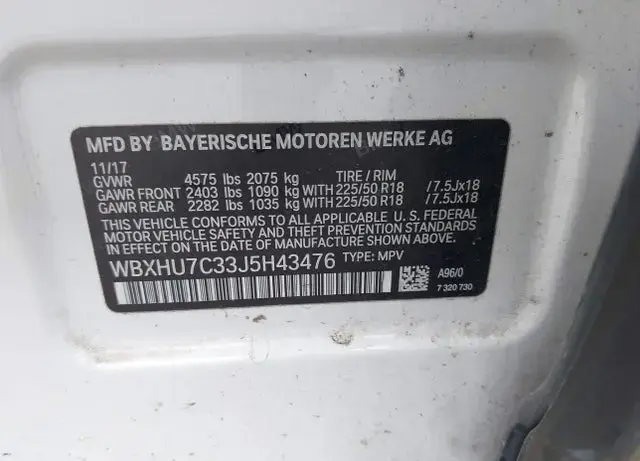 MFD BY BAYERISCHE MOTOREN WERKE AG
11/17
GVWR 4575 lbs 2075 kg TIRE / RIM
GAWR FRONT 2403 lbs 1090 kg WITH 225/50 R18 /7.5Jx18
GAWR REAR 2282 lbs 1035 kg WITH 225/50 R18 /7.5Jx18
THIS VEHICLE CONFORMS TO ALL APPLICABLE U. S. FEDERAL
MOTOR VEHICLE SAFETY AND THEFT PREVENTION STANDARDS
IN EFFECT ON THE DATE OF MANUFACTURE SHOWN ABOVE.
WBXHU7C33J5H43476 TYPE: MPV
A96/0
7 320 730